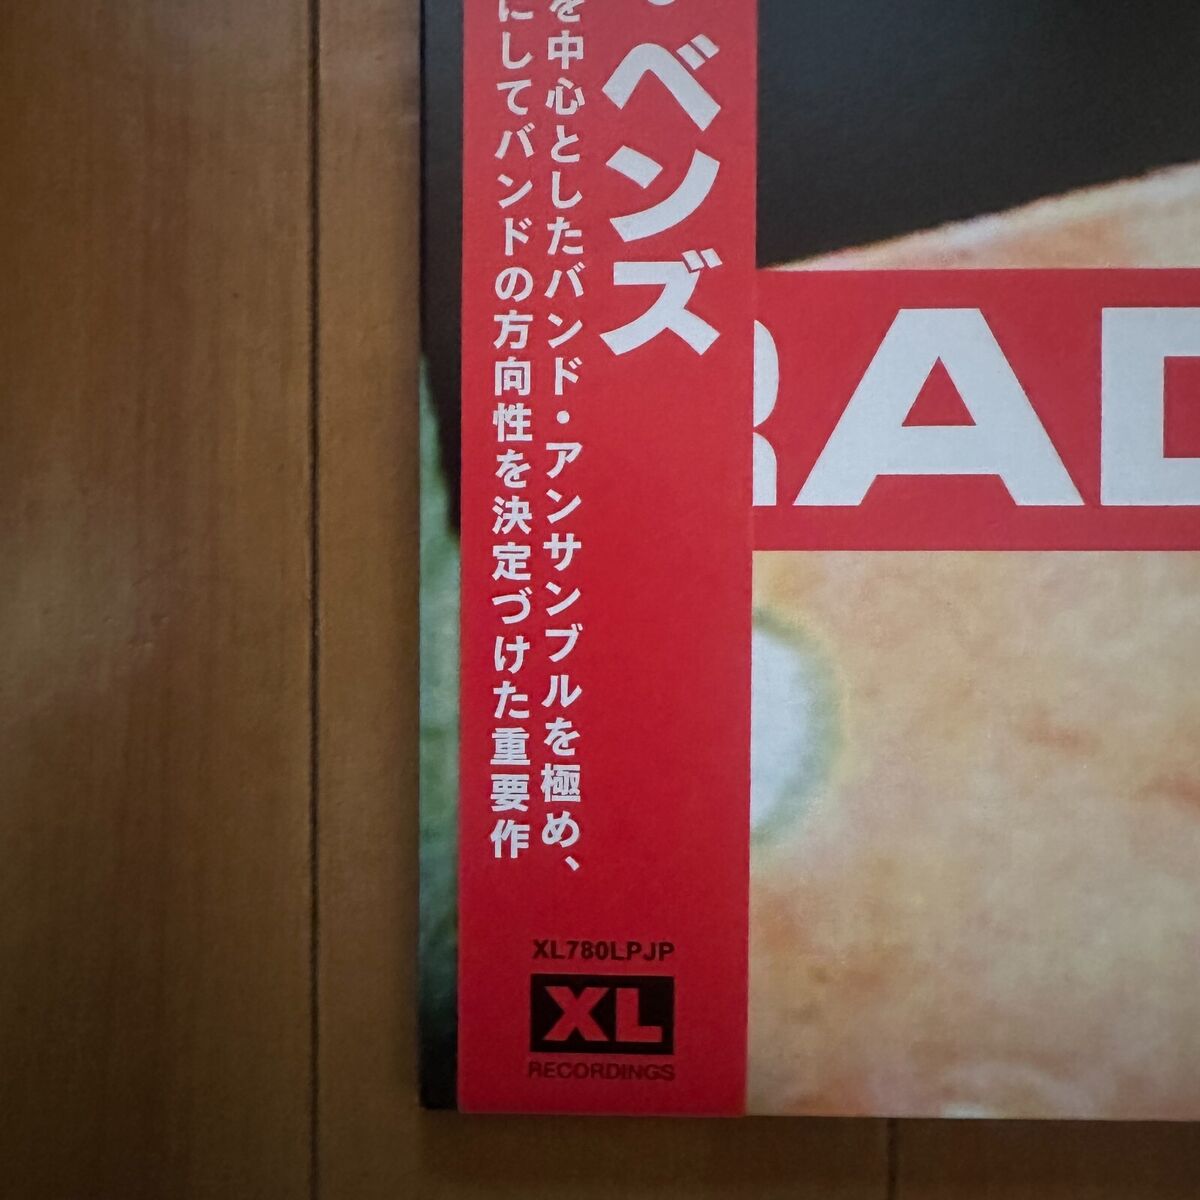 ベンズ
を中心としたバンド・アンサンブルを極め、
にしてバンドの方向性を決定づけた重要作
RAD
XL780LPJP
XL
RECORDINGS